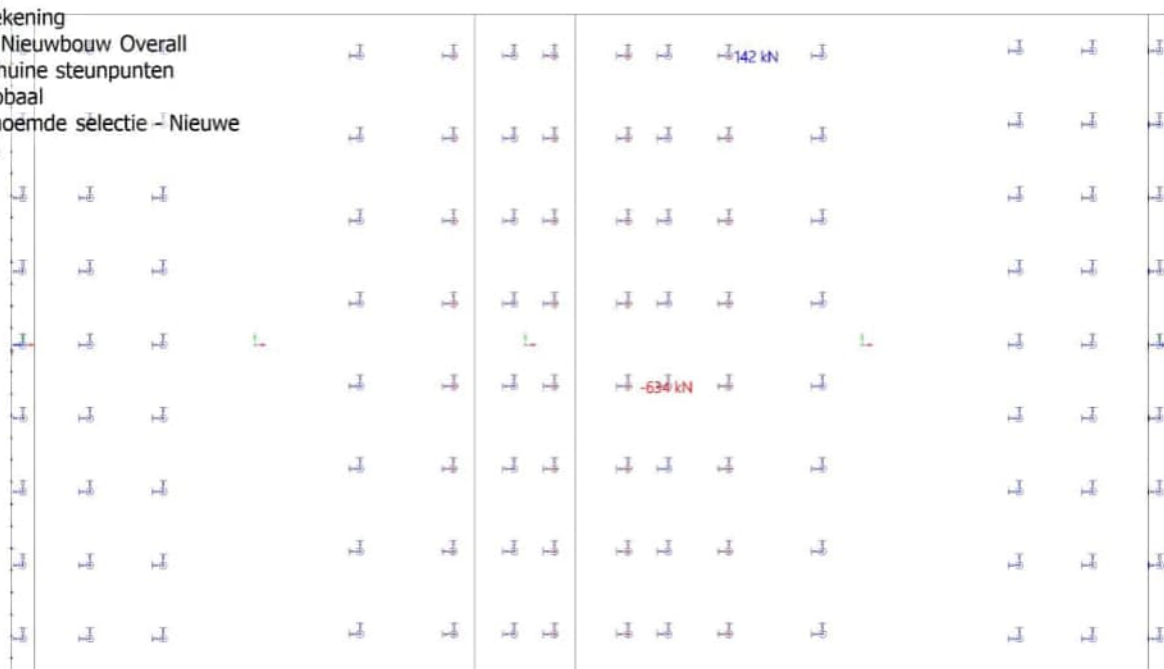 ekening
Nieuwbouw Overall
nuine steunpunten
obaal
noemde selectie - Nieuwe
142 kN
-634 kN